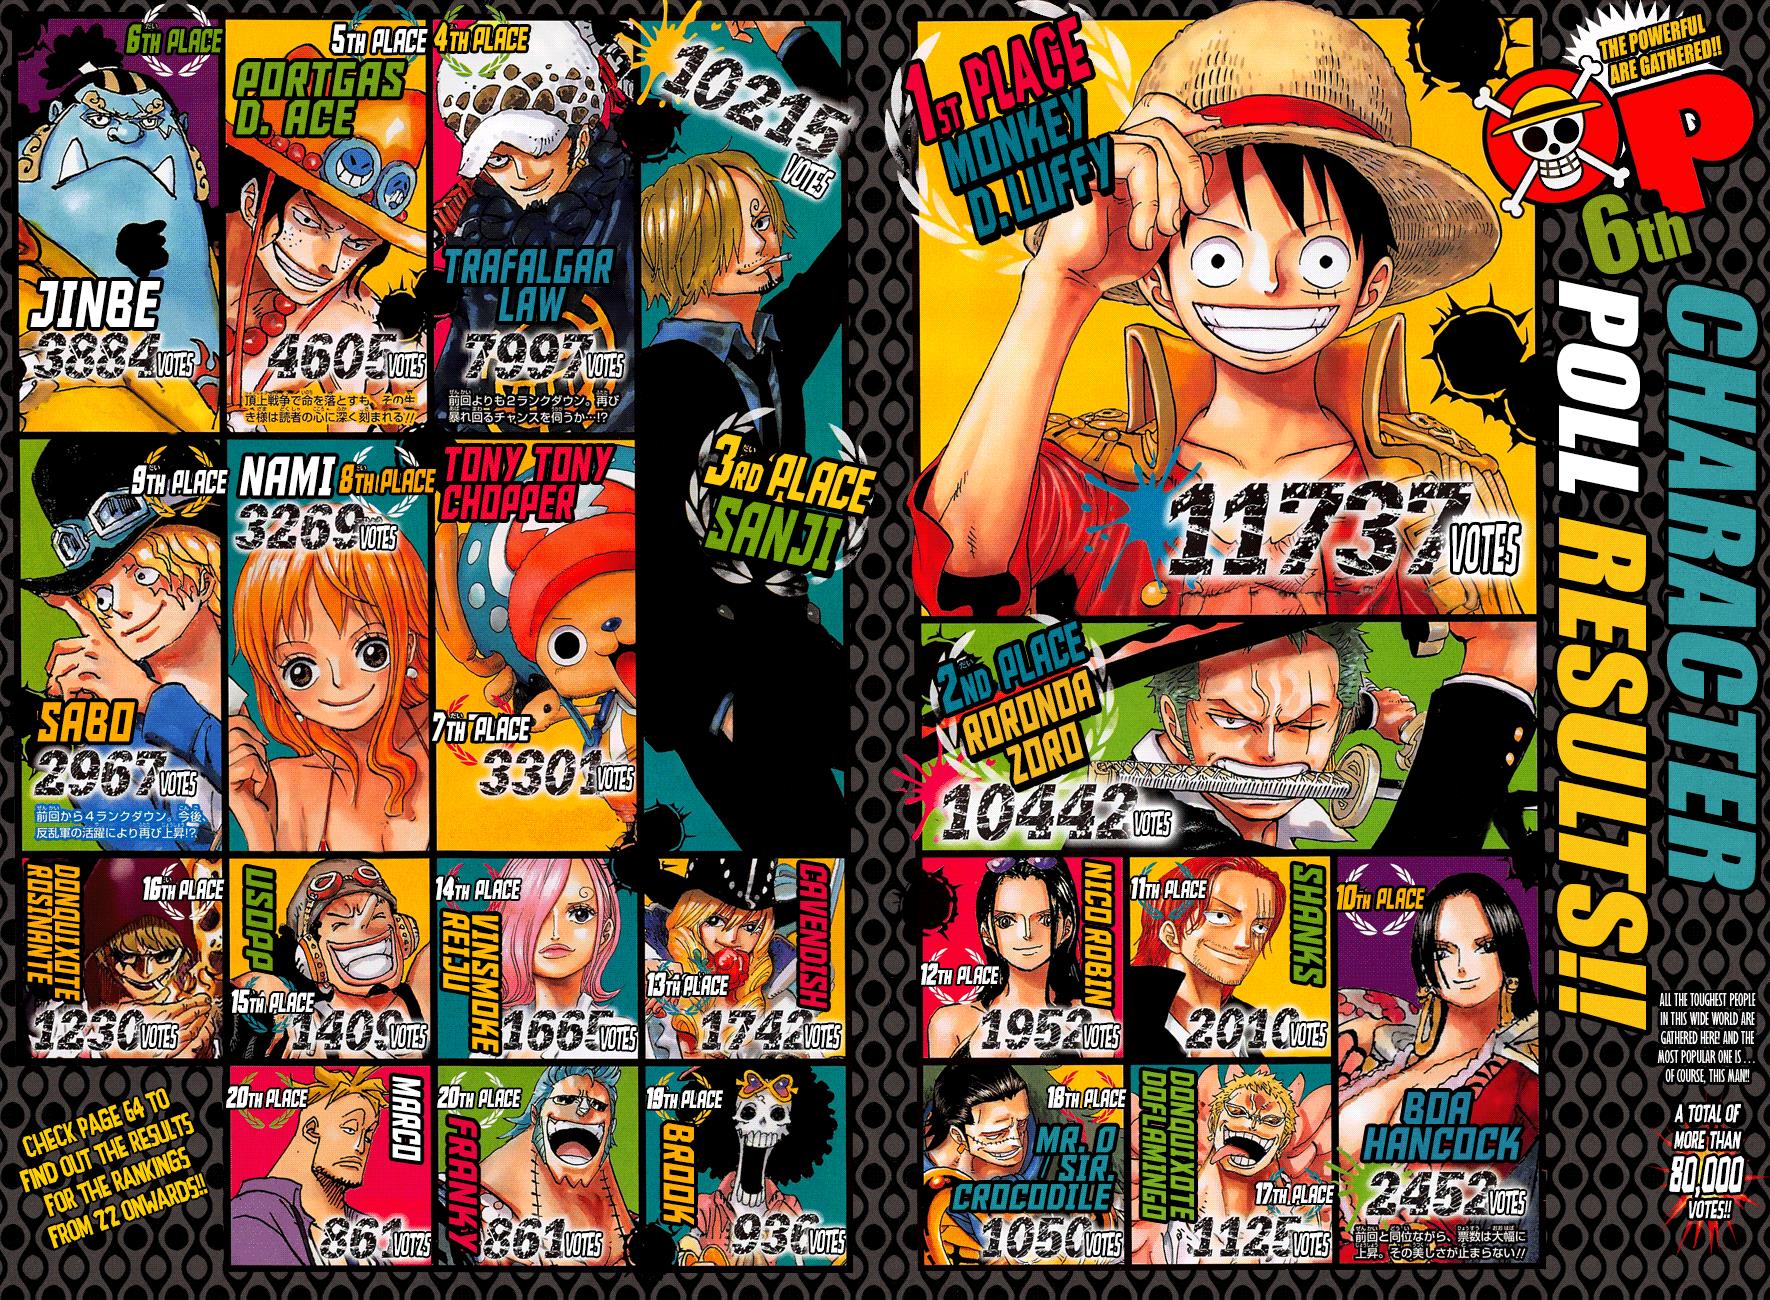 THE POWERFUL
ARE GATHERED!!
OP
6th
CHARACTER
POLL RESULTS!!
ALL THE TOUGHEST PEOPLE
IN THIS WIDE WORLD ARE
GATHERED HERE! AND THE
MOST POPULAR ONE IS...
OF COURSE, THIS MAN!!
A TOTAL OF
MORE THAN
80,000
VOTES!!
1ST PLACE
MONKEY
D. LUFFY
11737 VOTES
2ND PLACE
RORONOA
ZORO
10442 VOTES
10215
VOTES
3RD PLACE
SANJI
4TH PLACE
TRAFALGAR
LAW
7997 VOTES
前回よりも2ランクダウン。再び
暴れ回るチャンスを伺うか…!?
5TH PLACE
PORTGAS
D. ACE
4605 VOTES
頂上戦争で命を落とすも、その生
き様は読者の心に深く刻まれる!!
6TH PLACE
JINBE
3884 VOTES
TONY TONY
CHOPPER
7TH PLACE
3301 VOTES
NAMI 8TH PLACE
3269 VOTES
9TH PLACE
SABO
2967 VOTES
前回から4ランクダウン。今後、
反乱軍の活躍により再び上昇!?
10TH PLACE
BOA
HANCOCK
2452 VOTES
前回と同位ながら、票数は大幅に
上昇。その美しさが止まらない!!
11TH PLACE
SHANKS
2010 VOTES
NICO ROBIN
12TH PLACE
1952 VOTES
CAVENDISH
13TH PLACE
1742 VOTES
14TH PLACE
VINSMOKE
REIJU
1665 VOTES
USOPP
15TH PLACE
1409 VOTES
16TH PLACE
DONQUIXOTE
ROSINANTE
1230 VOTES
DONQUIXOTE
DOFLAMINGO
17TH PLACE
1125 VOTES
18TH PLACE
MR. 0
/ SIR.
CROCODILE
1050 VOTES
19TH PLACE
BROOK
936 VOTES
20TH PLACE
FRANKY
861 VOTES
20TH PLACE
MARCO
861 VOTZS
CHECK PAGE 64 TO
FIND OUT THE RESULTS
FOR THE RANKINGS
FROM 22 ONWARDS!!